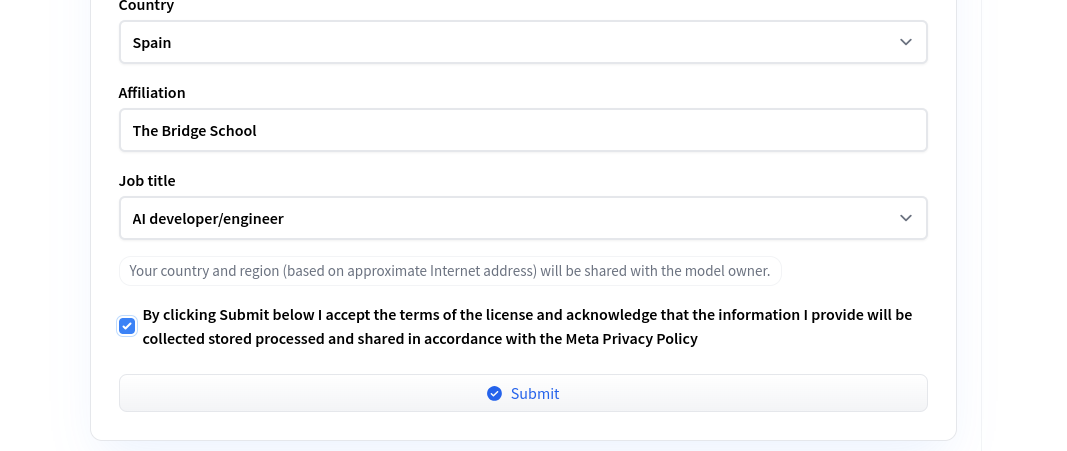 Country
Spain
Affiliation
The Bridge School
Job title
AI developer/engineer
Your country and region (based on approximate Internet address) will be shared with the model owner.
By clicking Submit below I accept the terms of the license and acknowledge that the information I provide will be
collected stored processed and shared in accordance with the Meta Privacy Policy
Submit